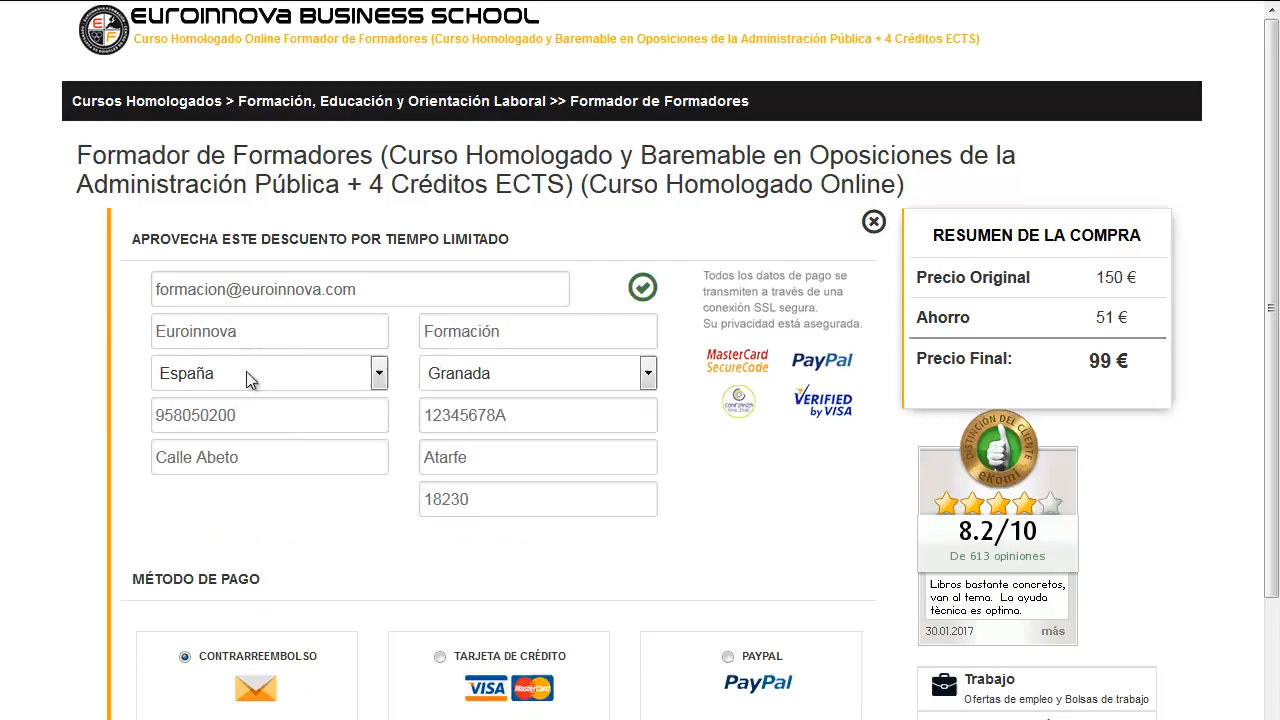 EUROINNOVA BUSINESS SCHOOL
Curso Homologado Online Formador de Formadores (Curso Homologado y Baremable en Oposiciones de la Administración Pública + 4 Créditos ECTS)
Cursos Homologados > Formación, Educación y Orientación Laboral >> Formador de Formadores
Formador de Formadores (Curso Homologado y Baremable en Oposiciones de la
Administración Pública + 4 Créditos ECTS) (Curso Homologado Online)
APROVECHA ESTE DESCUENTO POR TIEMPO LIMITADO
formacion@euroinnova.com
Euroinnova
Formación
España
Granada
958050200
12345678A
Calle Abeto
Atarfe
18230
Todos los datos de pago se
transmiten a través de una
conexión SSL segura.
Su privacidad está asegurada.
MasterCard
SecureCode
PayPal
CONFIANZA
ONLINE
VERIFIED
by VISA
RESUMEN DE LA COMPRA
Precio Original 150 €
Ahorro 51 €
Precio Final: 99 €
DISTINCIÓN DEL CLIENTE
eKomi
8.2/10
De 613 opiniones
Libros bastante concretos,
van al tema. La ayuda
tècnica es optima.
30.01.2017 más
MÉTODO DE PAGO
CONTRARREEMBOLSO
TARJETA DE CRÉDITO
VISA
MasterCard
PAYPAL
PayPal
Trabajo
Ofertas de empleo y Bolsas de trabajo